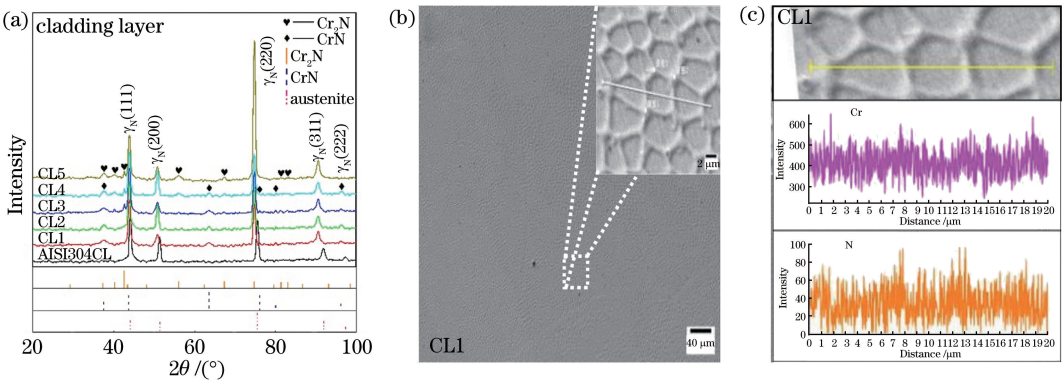 (a)
cladding layer
♥ — Cr₂N
♦ — CrN
Cr₂N
CrN
austenite
γN(111)
γN(200)
γN(220)
γN(311)
γN(222)
CL5
CL4
CL3
CL2
CL1
AISI304CL
Intensity
20 40 60 80 100
2θ /(°)
(b)
2 μm
CL1
40 μm
(c)
CL1
Cr
Intensity
600
500
400
300
0 1 2 3 4 5 6 7 8 9 10 11 12 13 14 15 16 17 18 19 20
Distance /μm
N
Intensity
100
80
60
40
20
0
0 1 2 3 4 5 6 7 8 9 10 11 12 13 14 15 16 17 18 19 20
Distance /μm